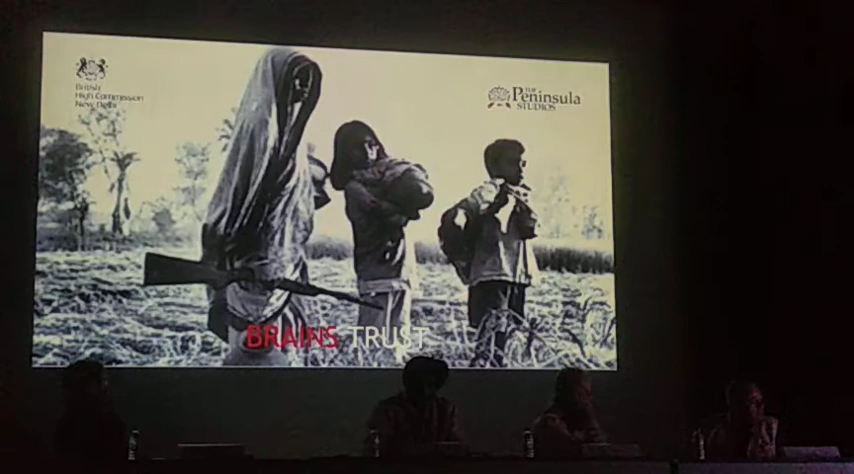 British
High Commission
New Delhi
THE
Peninsula
STUDIOS
BRAINS TRUST